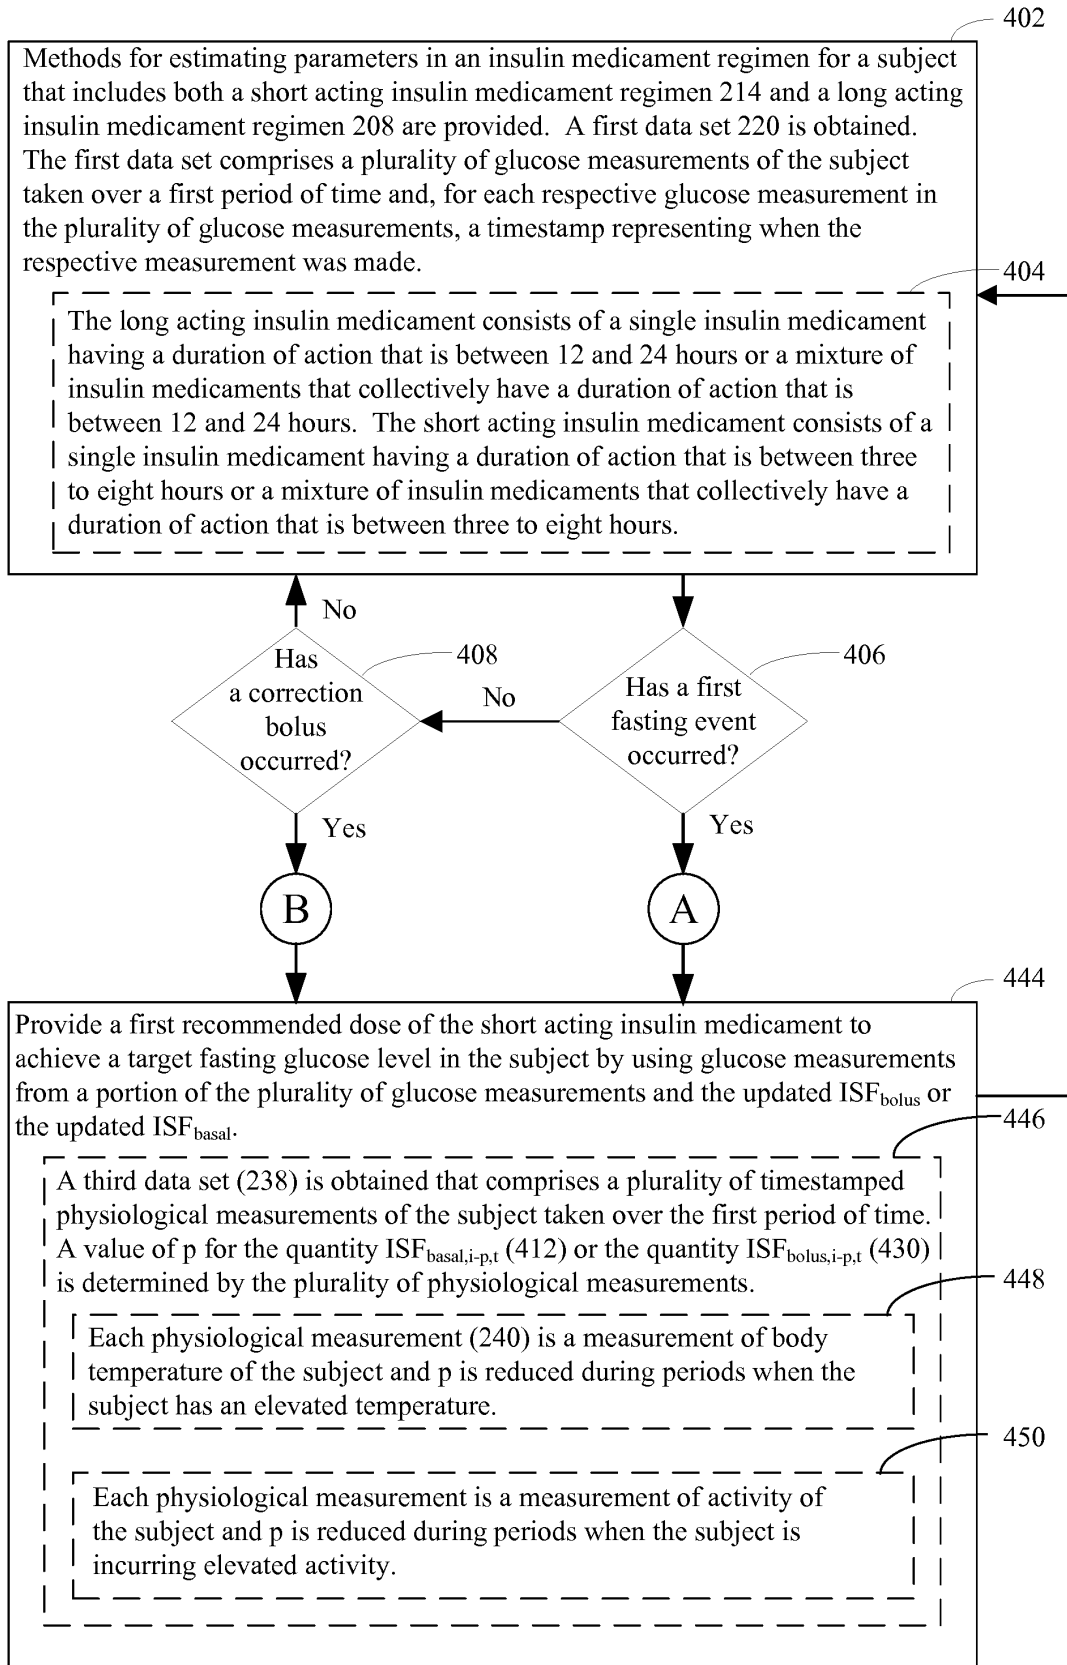 402
Methods for estimating parameters in an insulin medicament regimen for a subject
that includes both a short acting insulin medicament regimen 214 and a long acting
insulin medicament regimen 208 are provided.  A first data set 220 is obtained.
The first data set comprises a plurality of glucose measurements of the subject
taken over a first period of time and, for each respective glucose measurement in
the plurality of glucose measurements, a timestamp representing when the
respective measurement was made.
404
The long acting insulin medicament consists of a single insulin medicament
having a duration of action that is between 12 and 24 hours or a mixture of
insulin medicaments that collectively have a duration of action that is
between 12 and 24 hours.  The short acting insulin medicament consists of a
single insulin medicament having a duration of action that is between three
to eight hours or a mixture of insulin medicaments that collectively have a
duration of action that is between three to eight hours.
No
408
Has
a correction
bolus
occurred?
No
406
Has a first
fasting event
occurred?
Yes
Yes
B
A
444
Provide a first recommended dose of the short acting insulin medicament to
achieve a target fasting glucose level in the subject by using glucose measurements
from a portion of the plurality of glucose measurements and the updated ISFbolus or
the updated ISFbasal.
446
A third data set (238) is obtained that comprises a plurality of timestamped
physiological measurements of the subject taken over the first period of time.
A value of p for the quantity ISFbasal,i-p,t (412) or the quantity ISFbolus,i-p,t (430)
is determined by the plurality of physiological measurements.
448
Each physiological measurement (240) is a measurement of body
temperature of the subject and p is reduced during periods when the
subject has an elevated temperature.
450
Each physiological measurement is a measurement of activity of
the subject and p is reduced during periods when the subject is
incurring elevated activity.